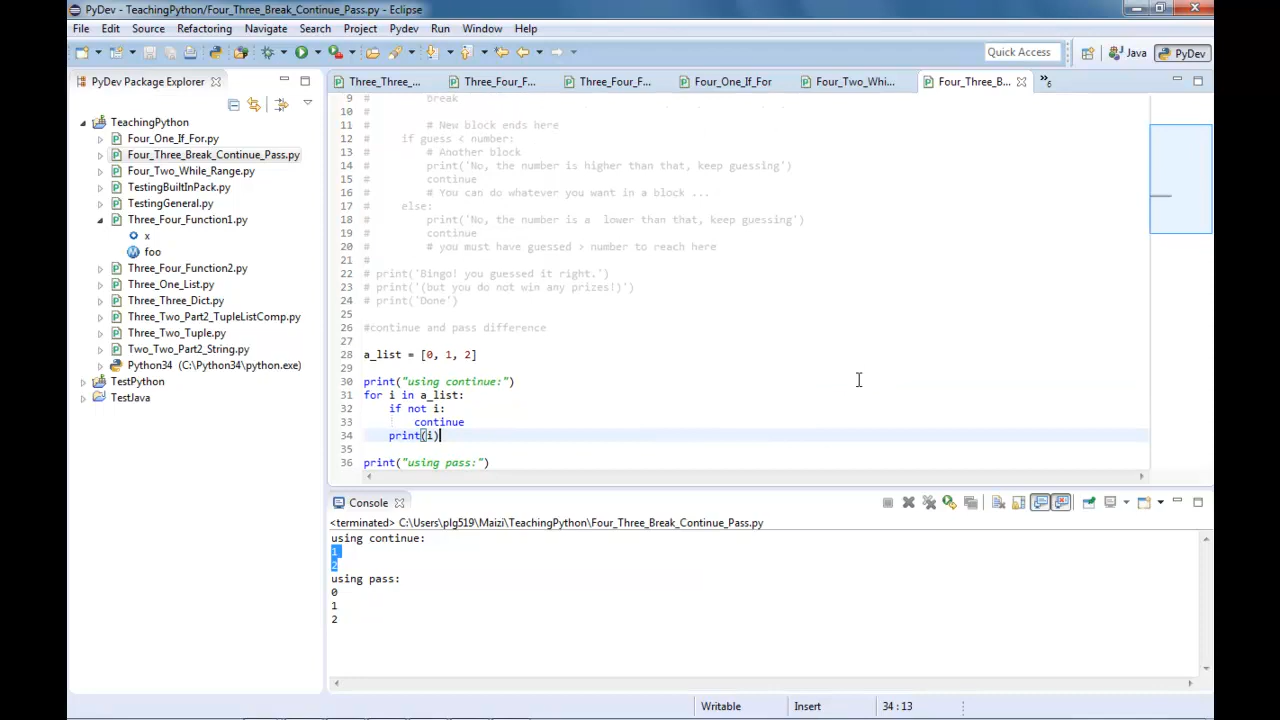 PyDev - TeachingPython/Four_Three_Break_Continue_Pass.py - Eclipse
File Edit Source Refactoring Navigate Search Project Pydev Run Window Help
Quick Access Java PyDev
PyDev Package Explorer
Three_Three_... Three_Four_F... Three_Four_F... Four_One_If_For Four_Two_Whi... Four_Three_B... »5
TeachingPython
Four_One_If_For.py
Four_Three_Break_Continue_Pass.py
Four_Two_While_Range.py
TestingBuiltInPack.py
TestingGeneral.py
Three_Four_Function1.py
x
foo
Three_Four_Function2.py
Three_One_List.py
Three_Three_Dict.py
Three_Two_Part2_TupleListComp.py
Three_Two_Tuple.py
Two_Two_Part2_String.py
Python34 (C:\Python34\python.exe)
TestPython
TestJava
9 # break
10 #
11 # # New block ends here
12 # if guess < number:
13 # # Another block
14 # print('No, the number is higher than that, keep guessing')
15 # continue
16 # # You can do whatever you want in a block ...
17 # else:
18 # print('No, the number is a lower than that, keep guessing')
19 # continue
20 # # you must have guessed > number to reach here
21 #
22 # print('Bingo! you guessed it right.')
23 # print('(but you do not win any prizes!)')
24 # print('Done')
25
26 #continue and pass difference
27
28 a_list = [0, 1, 2]
29
30 print("using continue:")
31 for i in a_list:
32 if not i:
33 continue
34 print(i)
35
36 print("using pass:")
Console
<terminated> C:\Users\plg519\Maizi\TeachingPython\Four_Three_Break_Continue_Pass.py
using continue:
1
2
using pass:
0
1
2
Writable Insert 34 : 13